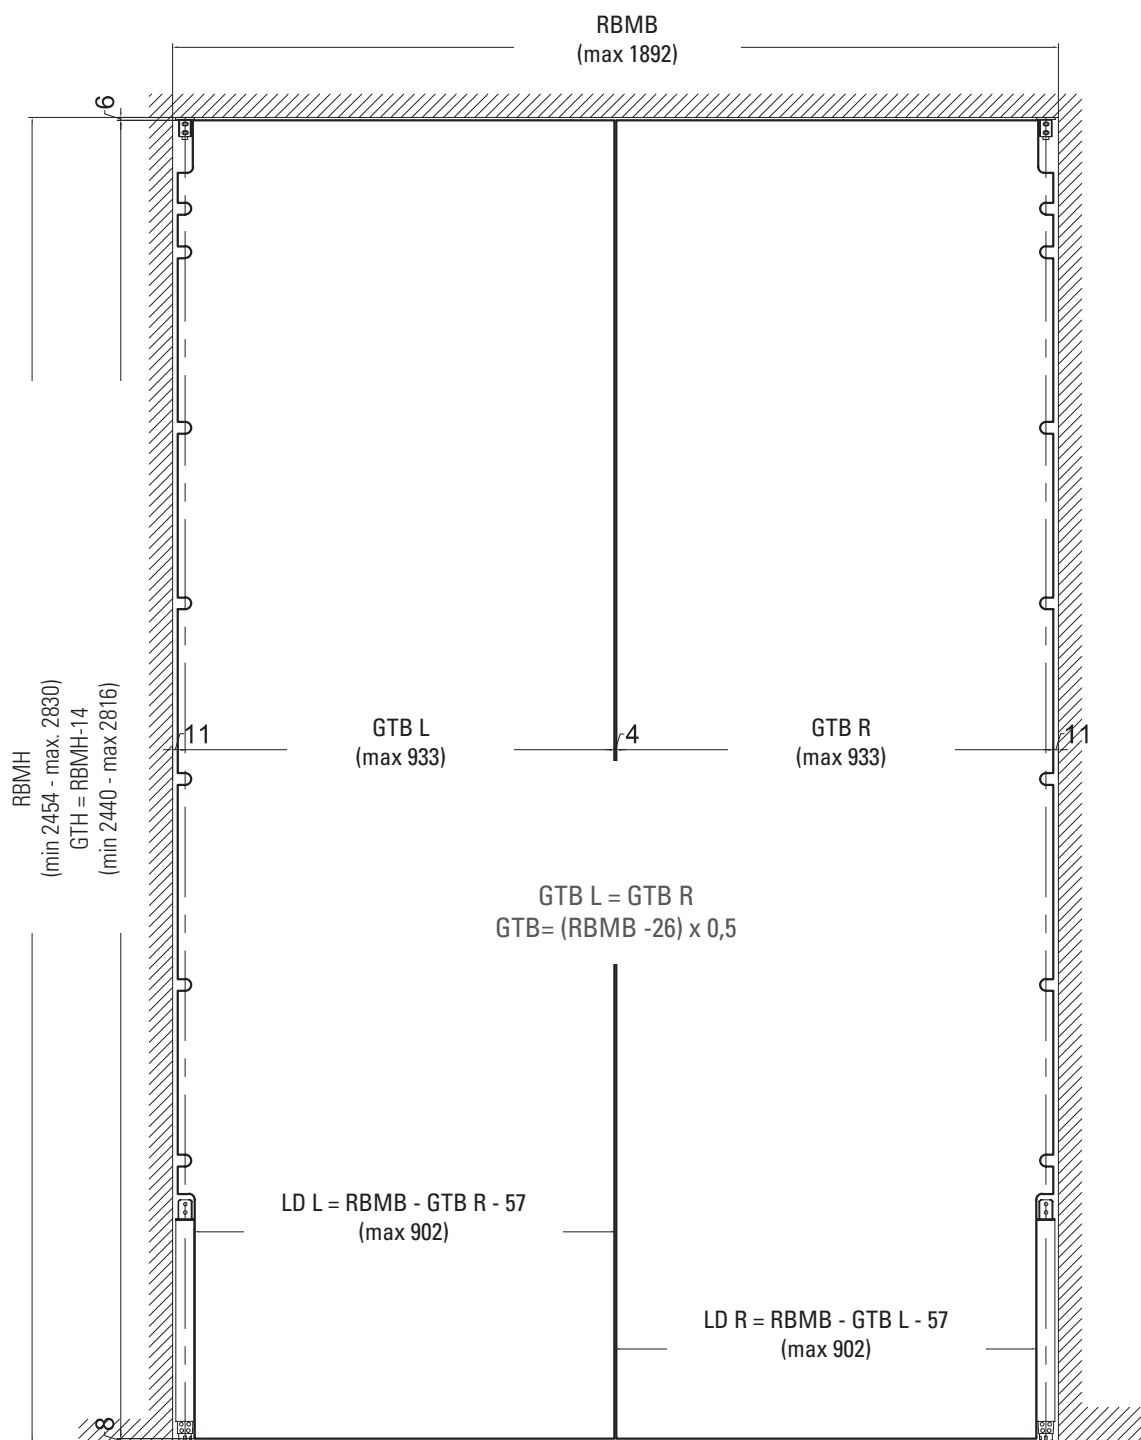 RBMB
(max 1892)
6
RBMH
(min 2454 - max. 2830)
GTH = RBMH-14
(min 2440 - max 2816)
11
GTB L
(max 933)
4
GTB R
(max 933)
11
GTB L = GTB R
GTB= (RBMB -26) x 0,5
LD L = RBMB - GTB R - 57
(max 902)
LD R = RBMB - GTB L - 57
(max 902)
8